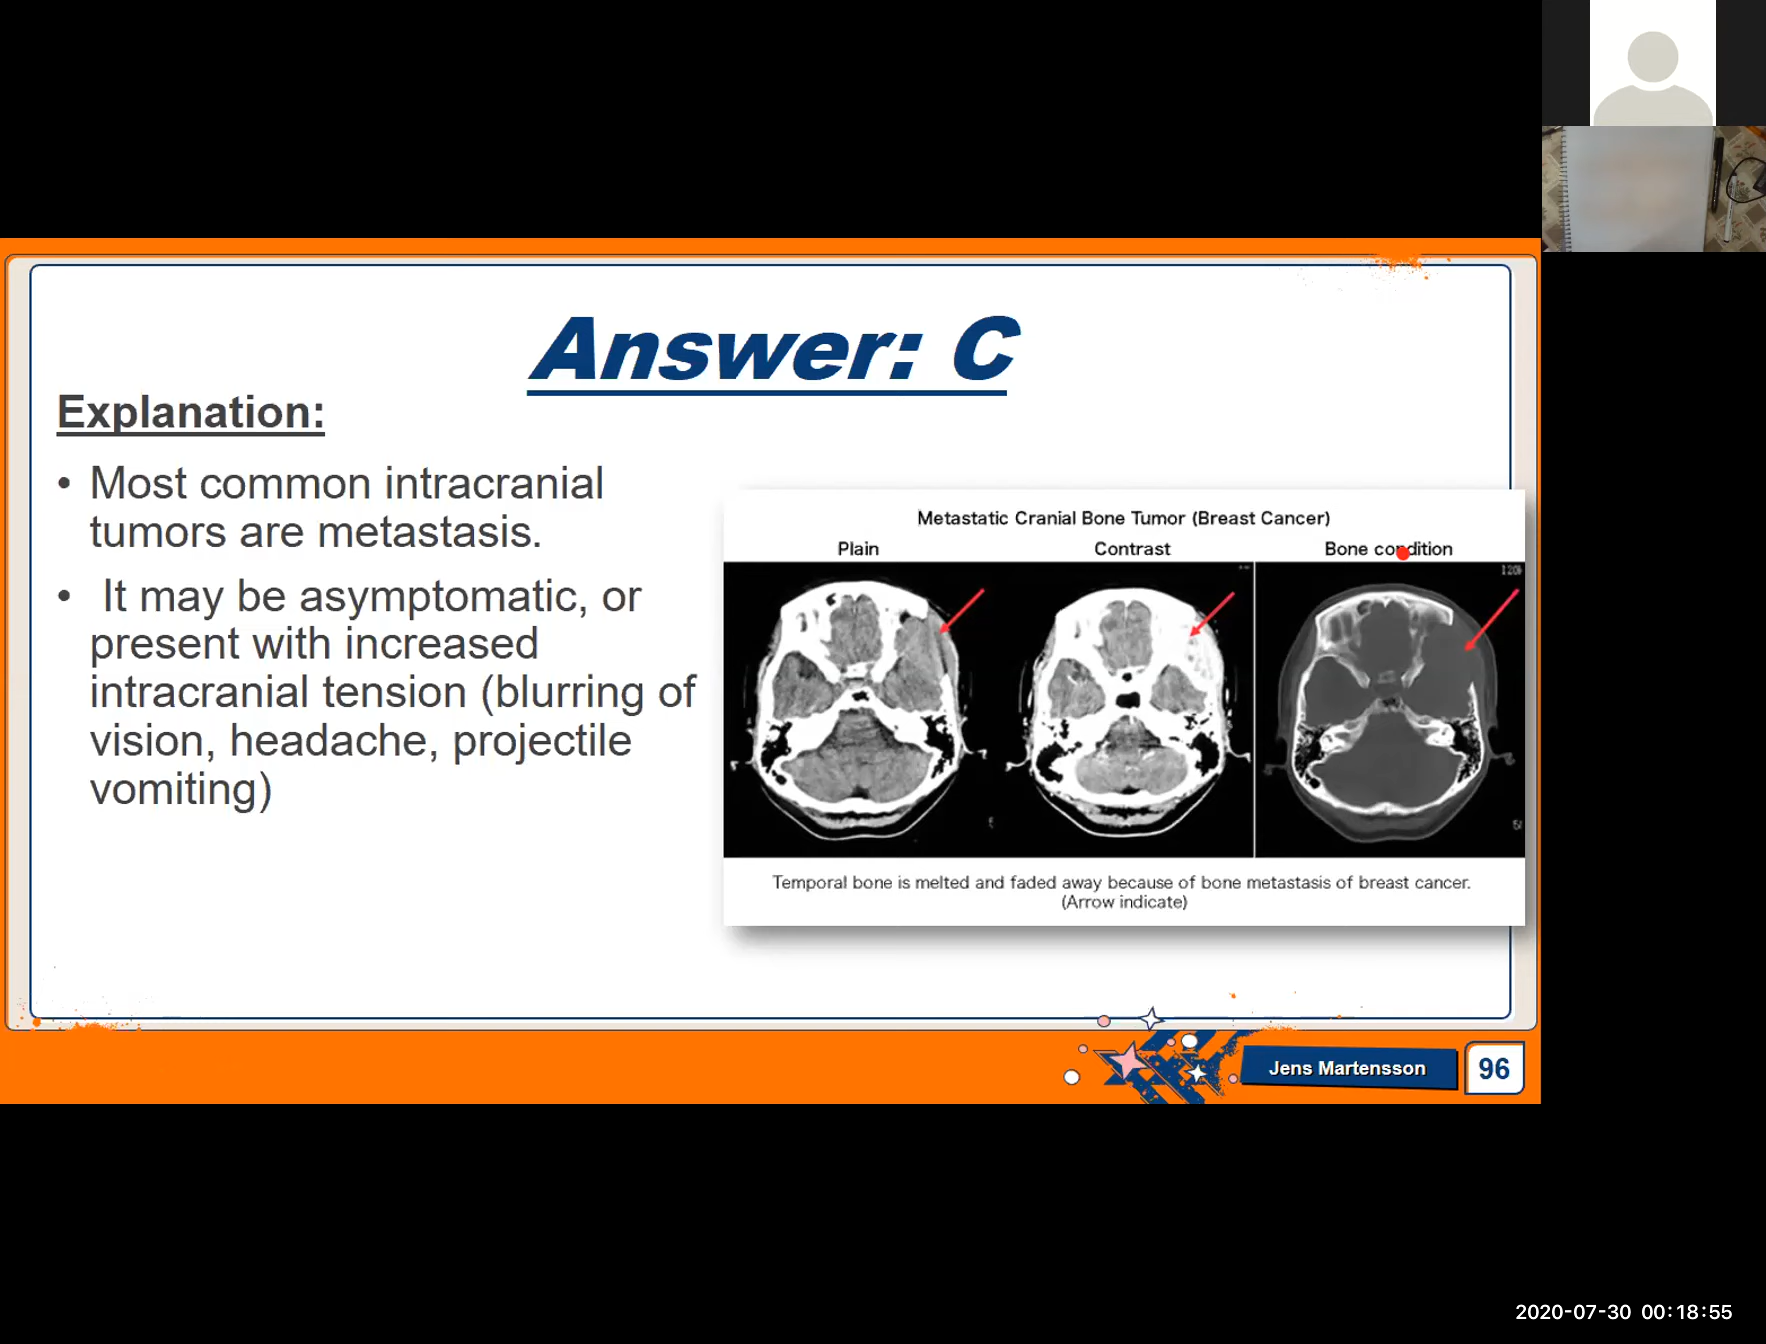 Answer: C
Explanation:
• Most common intracranial
tumors are metastasis.
• It may be asymptomatic, or
present with increased
intracranial tension (blurring of
vision, headache, projectile
vomiting)
Metastatic Cranial Bone Tumor (Breast Cancer)
Plain Contrast Bone condition
Temporal bone is melted and faded away because of bone metastasis of breast cancer.
(Arrow indicate)
Jens Martensson 96
2020-07-30 00:18:55